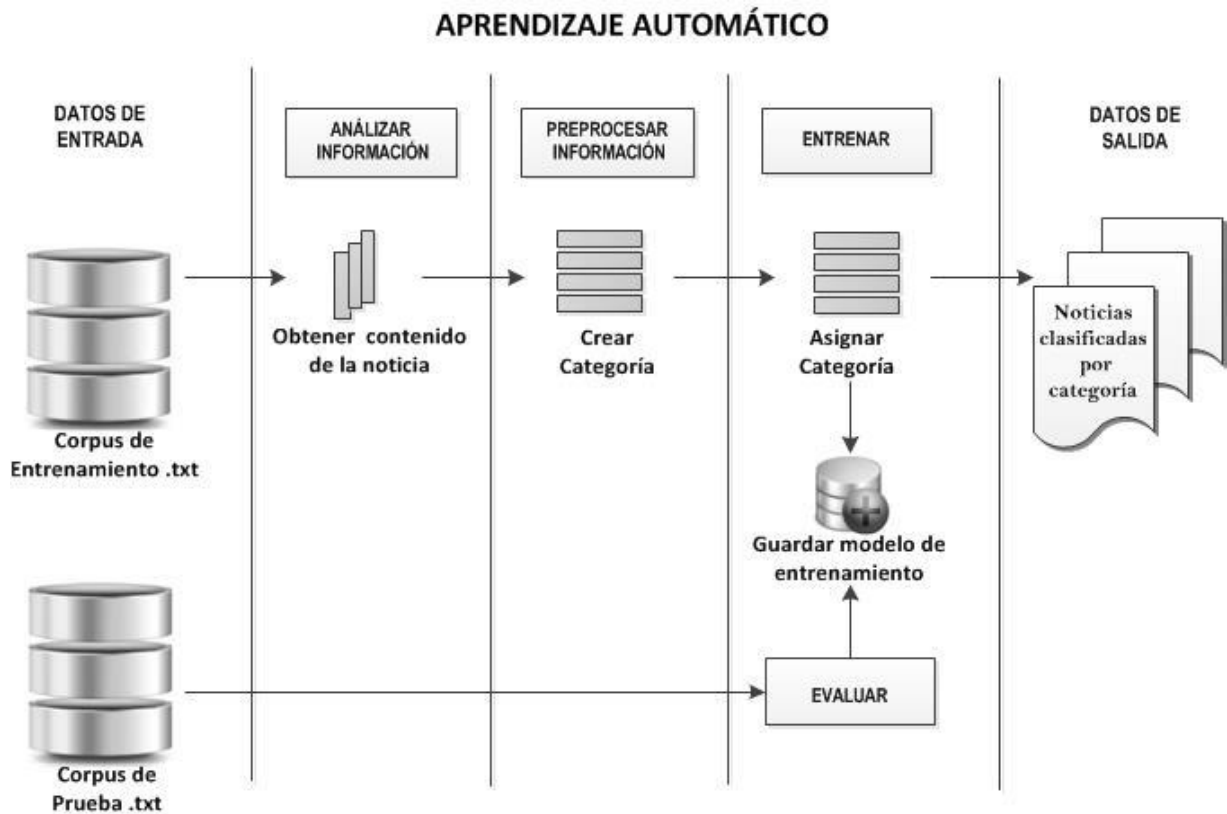 APRENDIZAJE AUTOMÁTICO
DATOS DE
ENTRADA
ANÁLIZAR
INFORMACIÓN
PREPROCESAR
INFORMACIÓN
ENTRENAR
DATOS DE
SALIDA
Obtener contenido
de la noticia
Crear
Categoría
Asignar
Categoría
Noticias
clasificadas
por
categoría
Corpus de
Entrenamiento .txt
Guardar modelo de
entrenamiento
EVALUAR
Corpus de
Prueba .txt